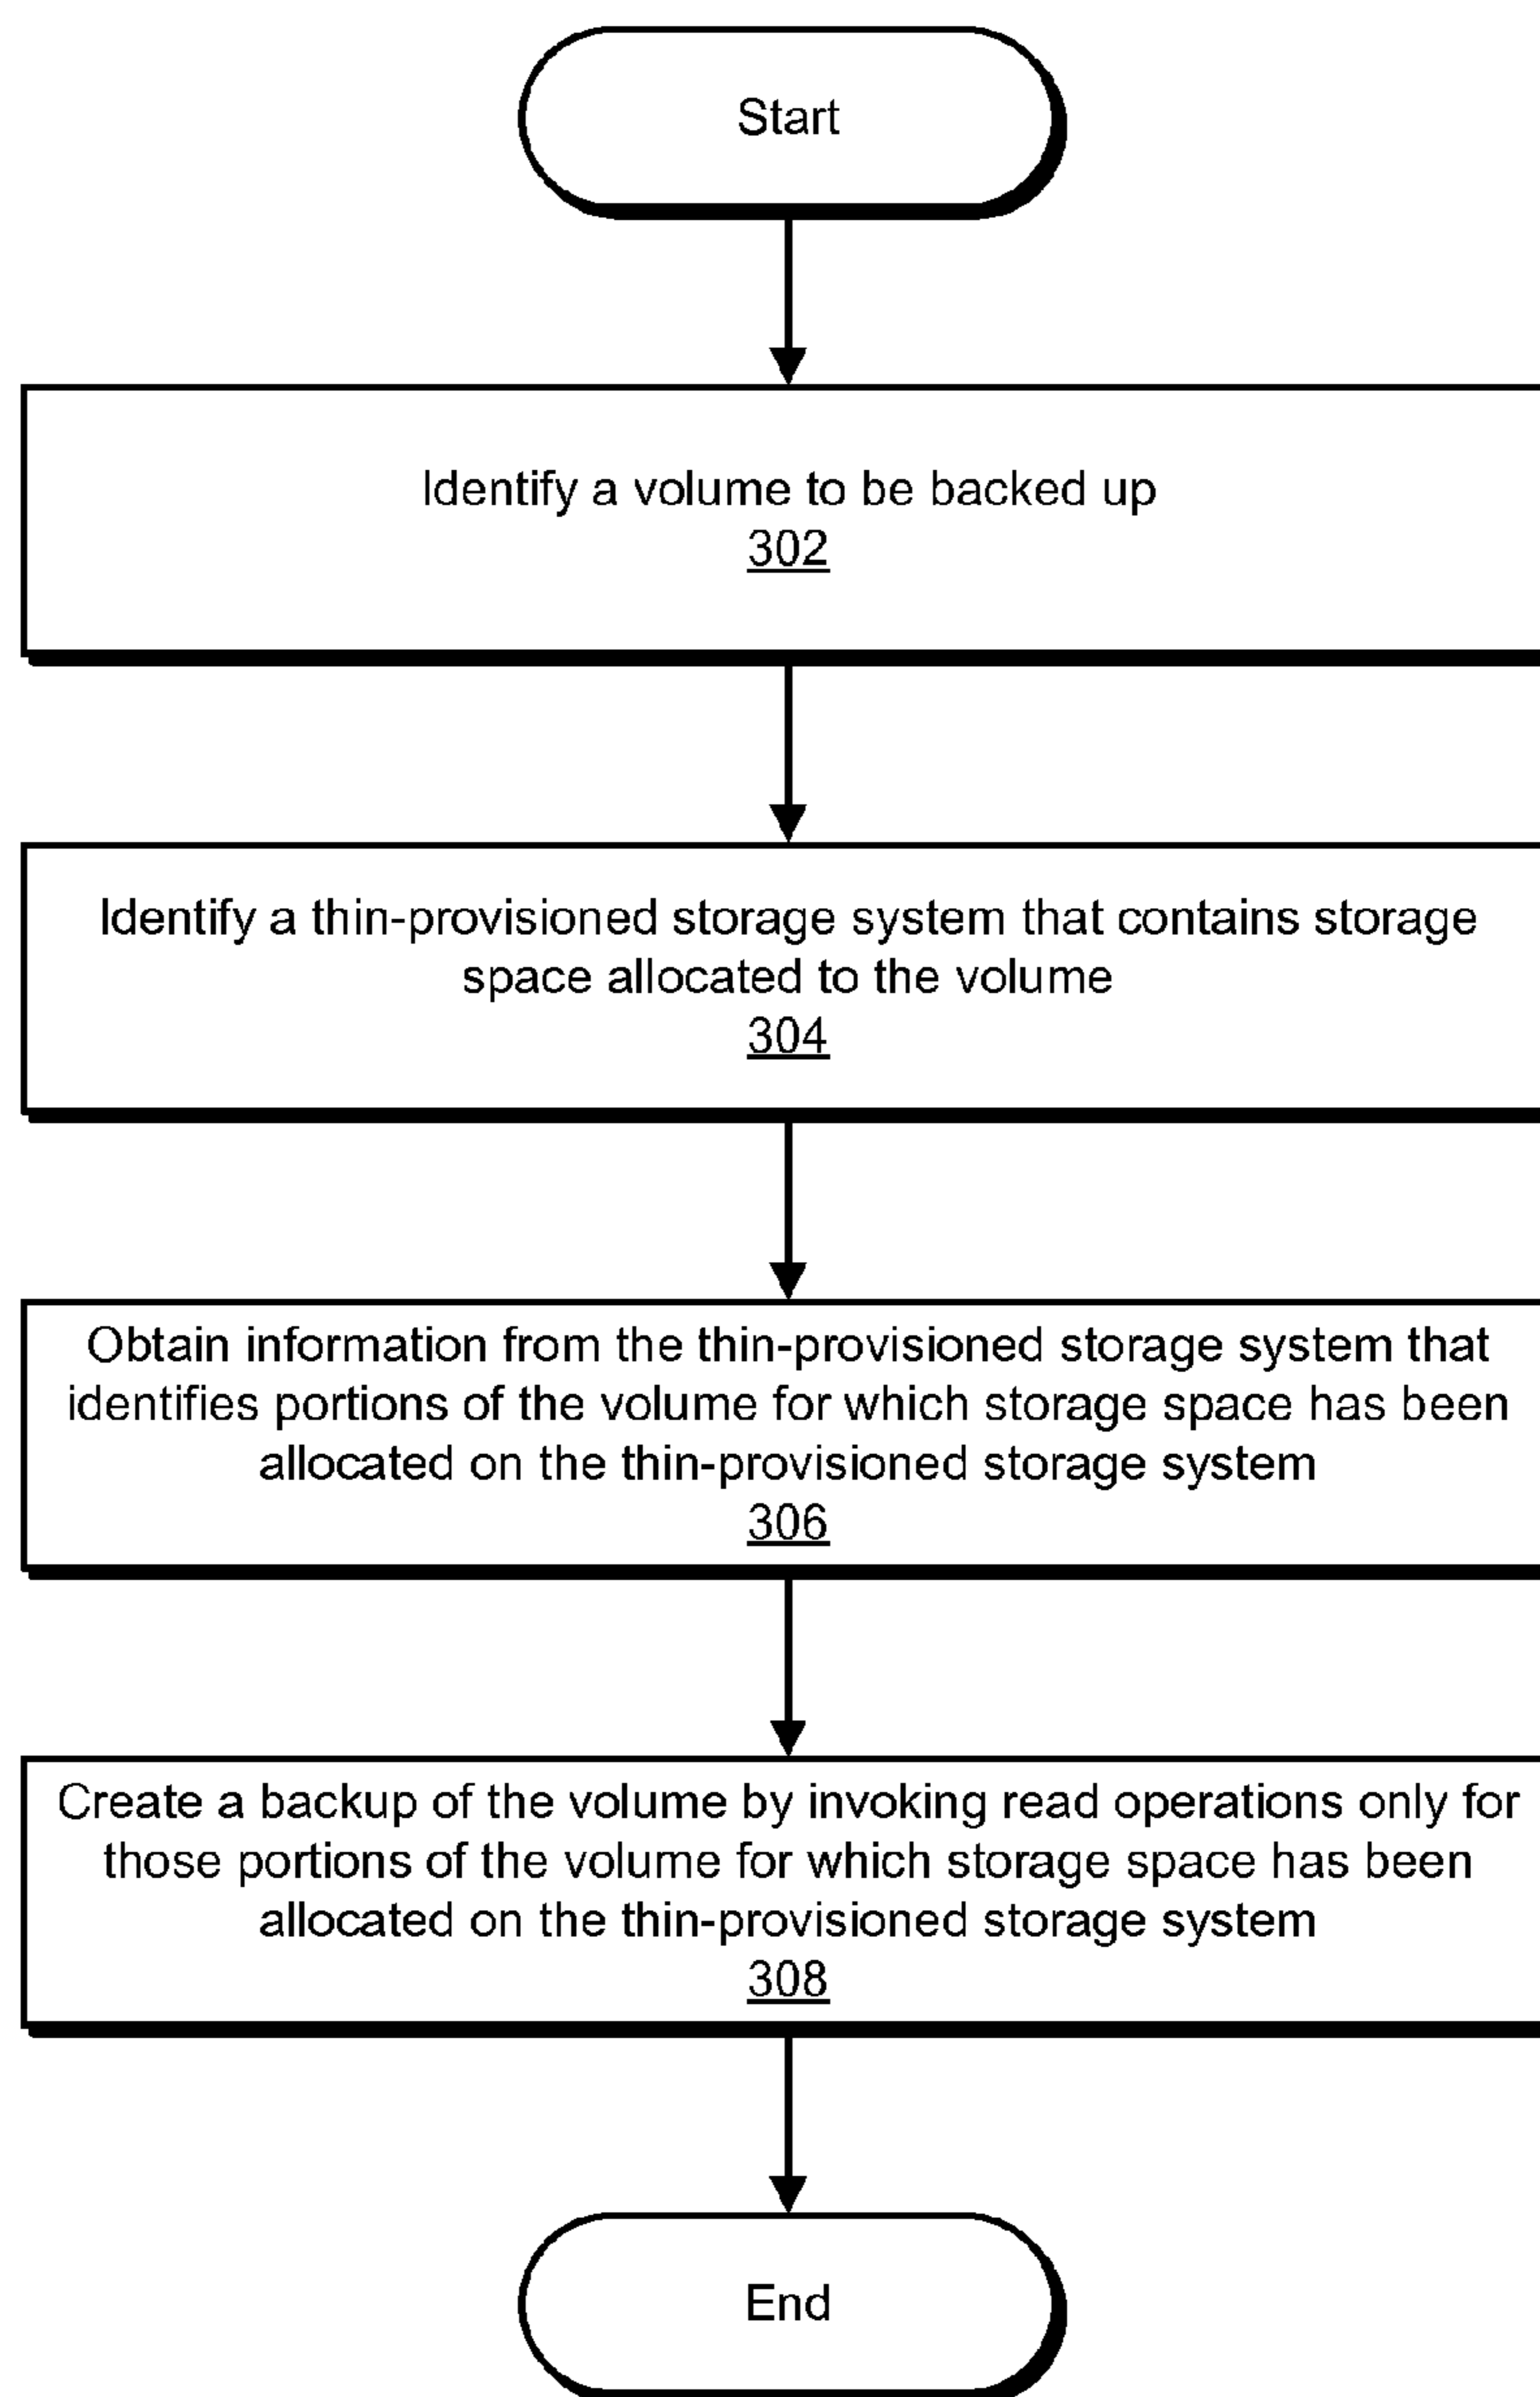 Start
Identify a volume to be backed up
302
Identify a thin-provisioned storage system that contains storage
space allocated to the volume
304
Obtain information from the thin-provisioned storage system that
identifies portions of the volume for which storage space has been
allocated on the thin-provisioned storage system
306
Create a backup of the volume by invoking read operations only for
those portions of the volume for which storage space has been
allocated on the thin-provisioned storage system
308
End